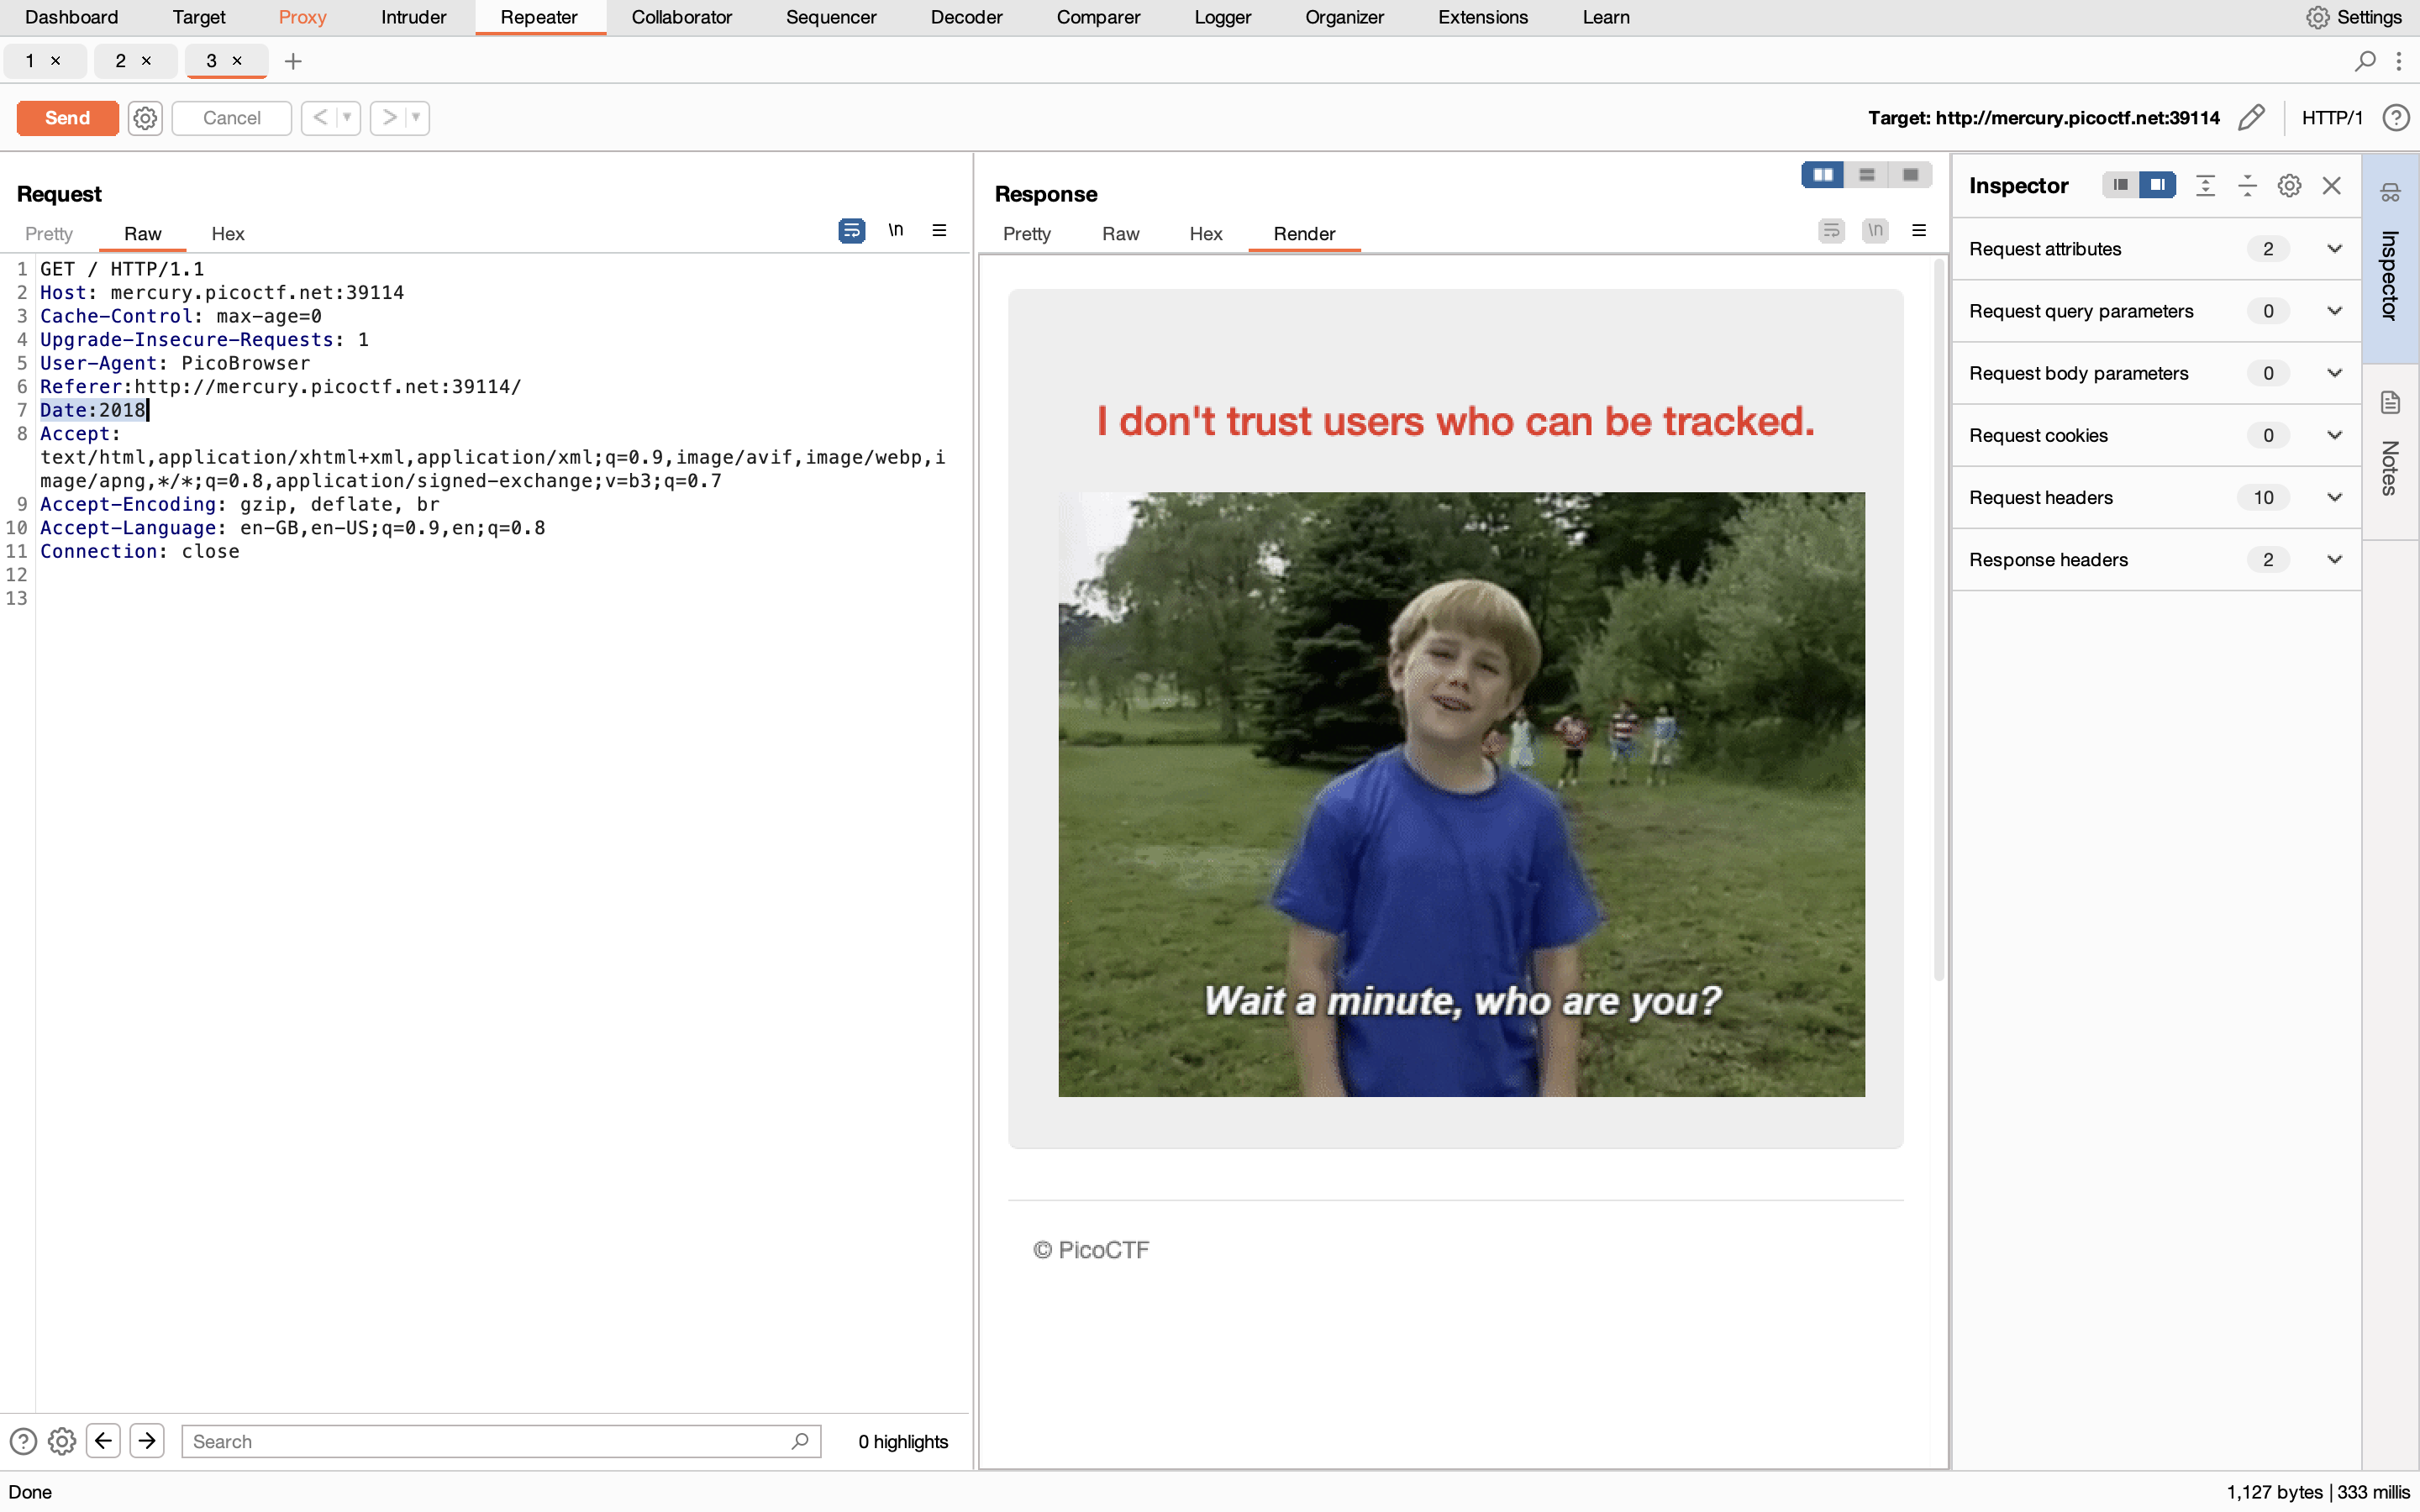 Dashboard Target Proxy Intruder Repeater Collaborator Sequencer Decoder Comparer Logger Organizer Extensions Learn Settings
1 × 2 × 3 × +
Send Cancel < > Target: http://mercury.picoctf.net:39114 HTTP/1 ?
Request
Pretty Raw Hex \n
1 GET / HTTP/1.1
2 Host: mercury.picoctf.net:39114
3 Cache-Control: max-age=0
4 Upgrade-Insecure-Requests: 1
5 User-Agent: PicoBrowser
6 Referer:http://mercury.picoctf.net:39114/
7 Date:2018
8 Accept:
text/html,application/xhtml+xml,application/xml;q=0.9,image/avif,image/webp,i
mage/apng,*/*;q=0.8,application/signed-exchange;v=b3;q=0.7
9 Accept-Encoding: gzip, deflate, br
10 Accept-Language: en-GB,en-US;q=0.9,en;q=0.8
11 Connection: close
12
13
? Search 0 highlights
Response
Pretty Raw Hex Render \n
I don't trust users who can be tracked.
Wait a minute, who are you?
© PicoCTF
Inspector
Request attributes 2
Request query parameters 0
Request body parameters 0
Request cookies 0
Request headers 10
Response headers 2
Inspector
Notes
Done 1,127 bytes | 333 millis